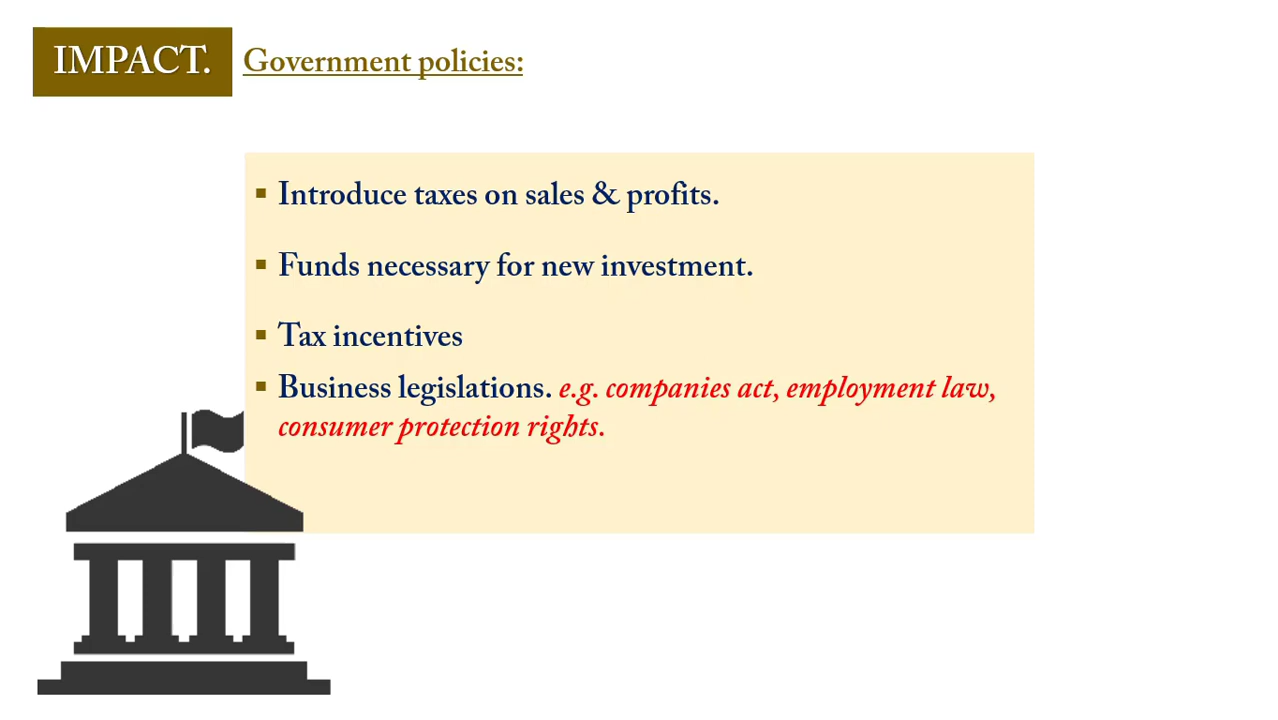 IMPACT. Government policies:
▪ Introduce taxes on sales & profits.
▪ Funds necessary for new investment.
▪ Tax incentives
▪ Business legislations. e.g. companies act, employment law,
consumer protection rights.